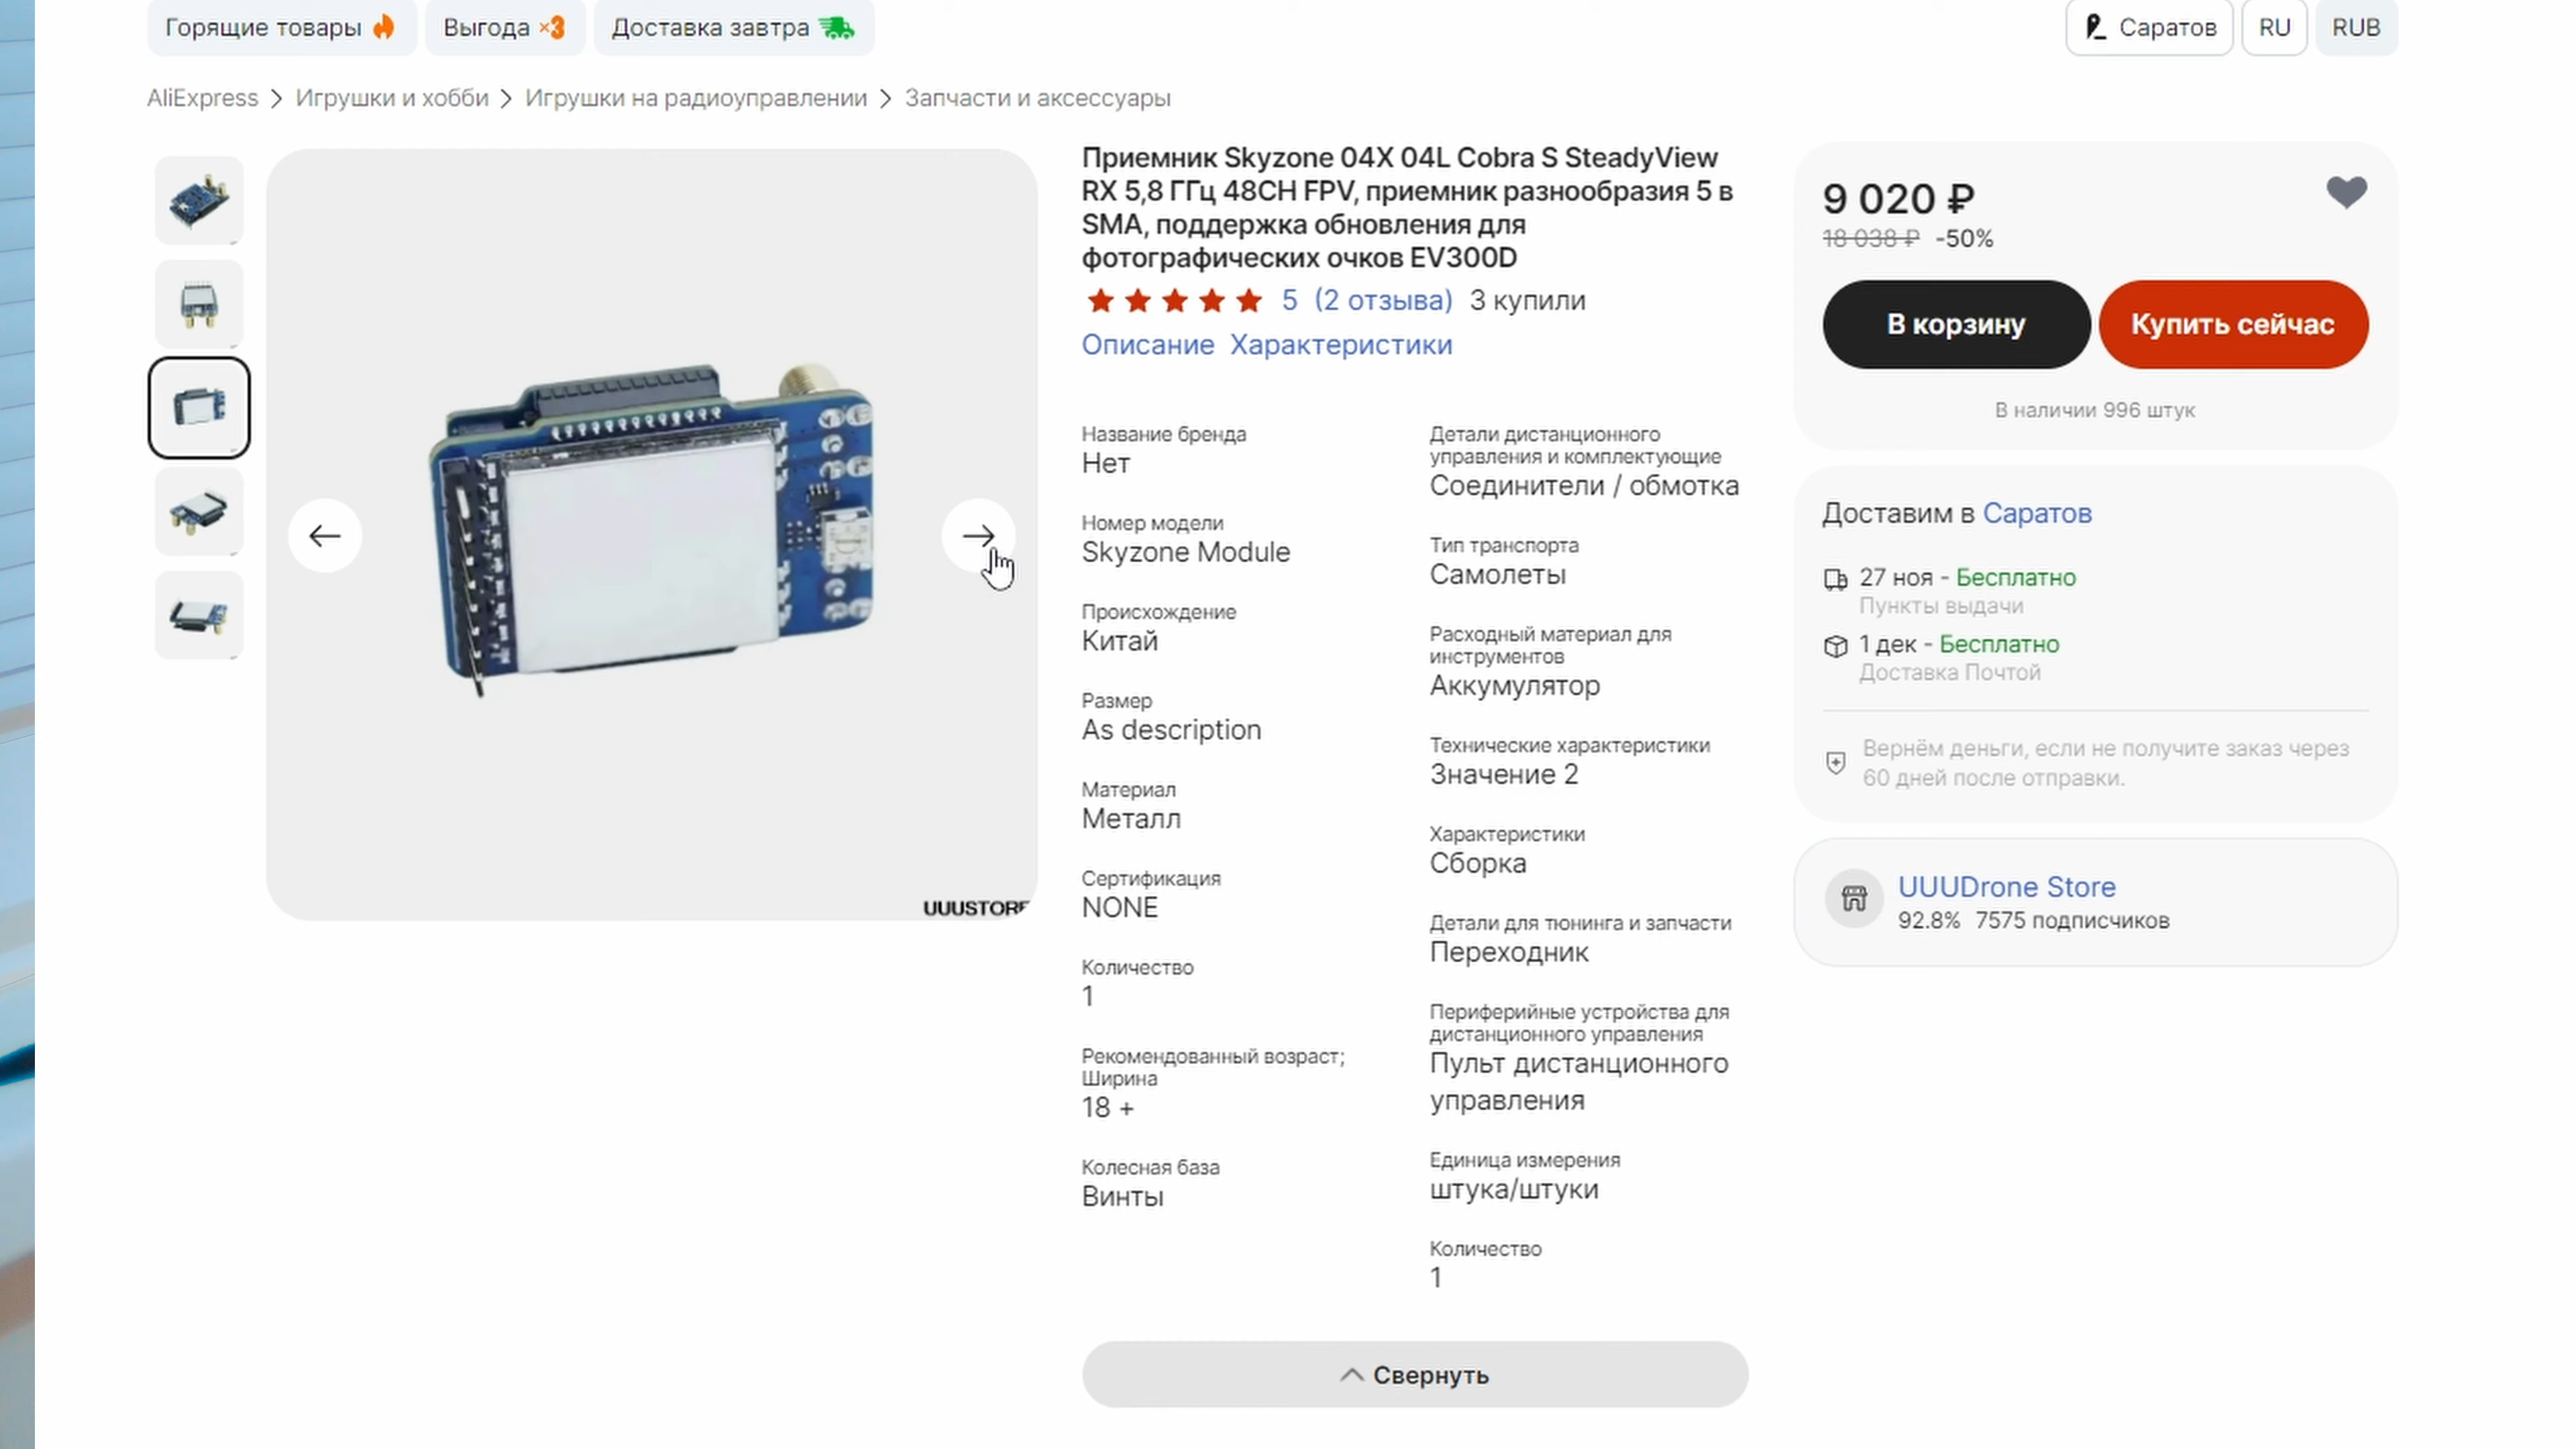 Горящие товары
Выгода ×3
Доставка завтра
Саратов
RU
RUB
AliExpress > Игрушки и хобби > Игрушки на радиоуправлении > Запчасти и аксессуары
Приемник Skyzone 04X 04L Cobra S SteadyView
RX 5,8 ГГц 48CH FPV, приемник разнообразия 5 в
SMA, поддержка обновления для
фотографических очков EV300D
5 (2 отзыва) 3 купили
Описание Характеристики
Название бренда
Нет
Номер модели
Skyzone Module
Происхождение
Китай
Размер
As description
Материал
Металл
Сертификация
NONE
Количество
1
Рекомендованный возраст;
Ширина
18 +
Колесная база
Винты
Детали дистанционного
управления и комплектующие
Соединители / обмотка
Тип транспорта
Самолеты
Расходный материал для
инструментов
Аккумулятор
Технические характеристики
Значение 2
Характеристики
Сборка
Детали для тюнинга и запчасти
Переходник
Периферийные устройства для
дистанционного управления
Пульт дистанционного
управления
Единица измерения
штука/штуки
Количество
1
Свернуть
UUUSTORE
9 020 ₽
18 038 ₽ -50%
В корзину
Купить сейчас
В наличии 996 штук
Доставим в Саратов
27 ноя - Бесплатно
Пункты выдачи
1 дек - Бесплатно
Доставка Почтой
Вернём деньги, если не получите заказ через
60 дней после отправки.
UUUDrone Store
92.8% 7575 подписчиков